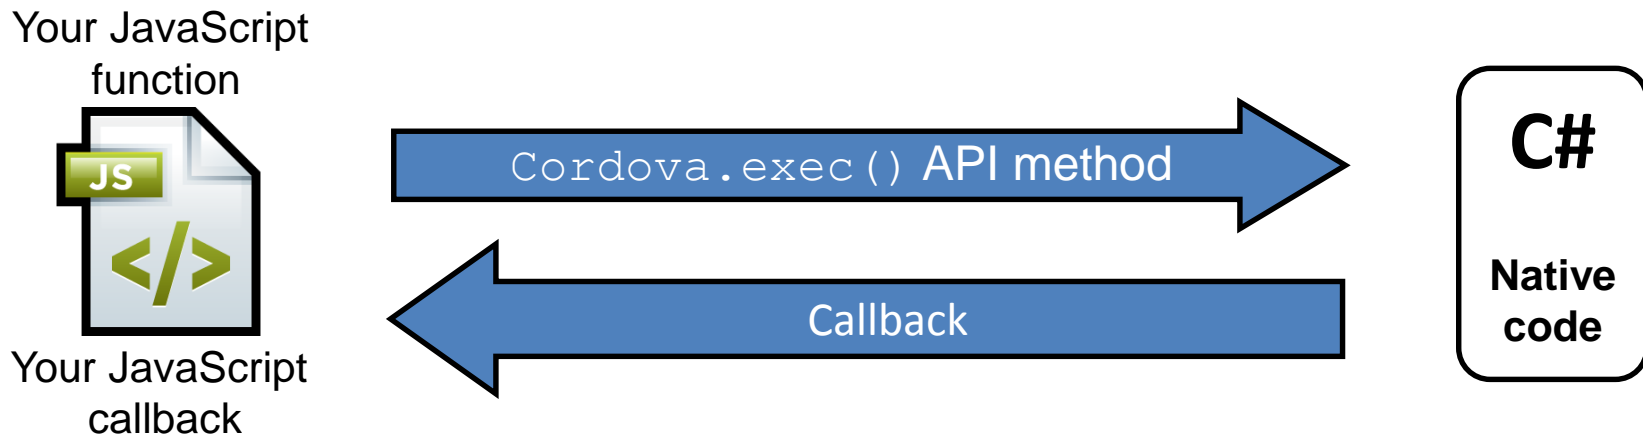 Your JavaScript
function
JS
</>
Your JavaScript
callback
Cordova.exec() API method
Callback
C#
Native
code